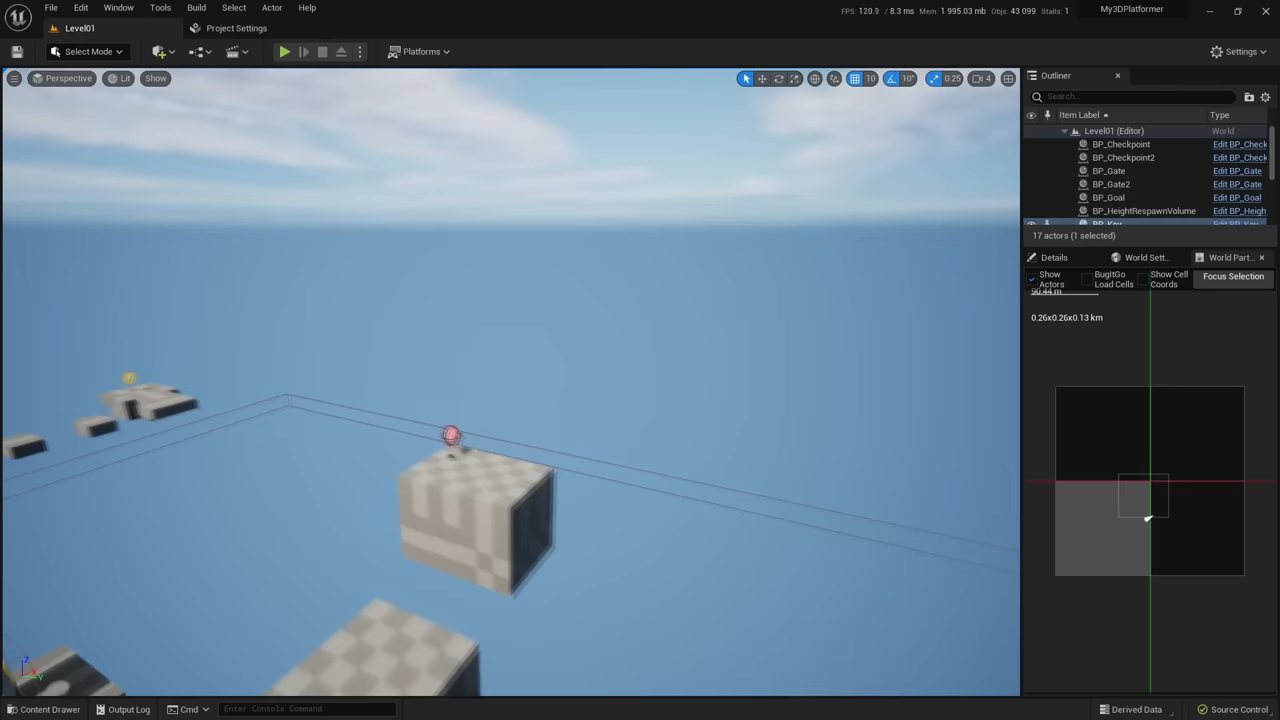 File Edit Window Tools Build Select Actor Help
FPS: 120.9 / 8.3 ms Mem: 1 995.03 mb Objs: 43 099 Stalls: 1
My3DPlatformer
Level01
Project Settings
Select Mode
Platforms
Settings
Perspective Lit Show
10 10° 0.25 4
Outliner
Search...
Item Label Type
Level01 (Editor) World
BP_Checkpoint Edit BP_Check
BP_Checkpoint2 Edit BP_Check
BP_Gate Edit BP_Gate
BP_Gate2 Edit BP_Gate
BP_Goal Edit BP_Goal
BP_HeightRespawnVolume Edit BP_Heigh
BP_Key Edit BP_Key
17 actors (1 selected)
Details World Sett... World Part...
Show Actors
BugItGo Load Cells
Show Cell Coords
Focus Selection
90.44 m
0.26x0.26x0.13 km
Z
Content Drawer Output Log Cmd Enter Console Command
Derived Data Source Control